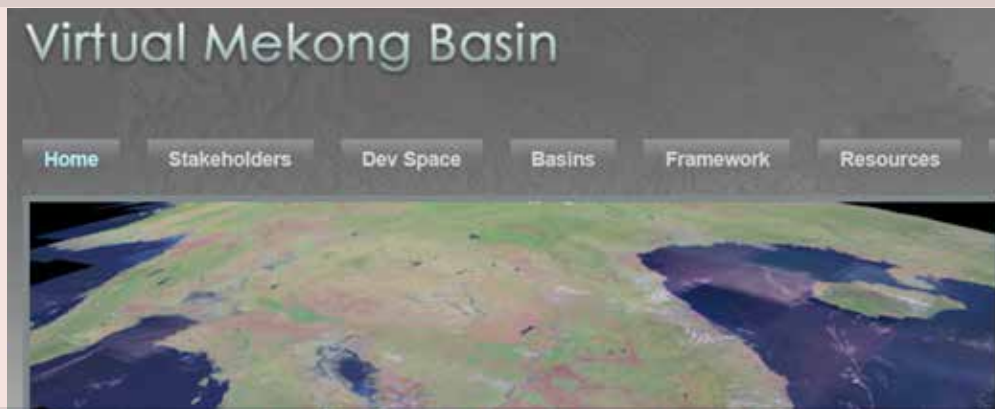 Virtual Mekong Basin
Home Stakeholders Dev Space Basins Framework Resources